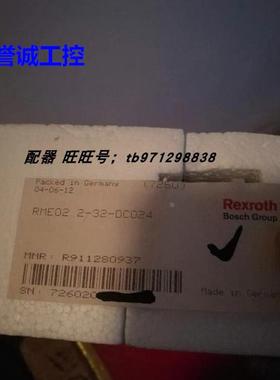 誉诚工控
配器 旺旺号；tb971298838
Packed in Germany (7260)
04-06-12
RME02.2-32-DC024
Rexroth
Bosch Group
MNR: R911280937
SN: 726020
Made in Germany